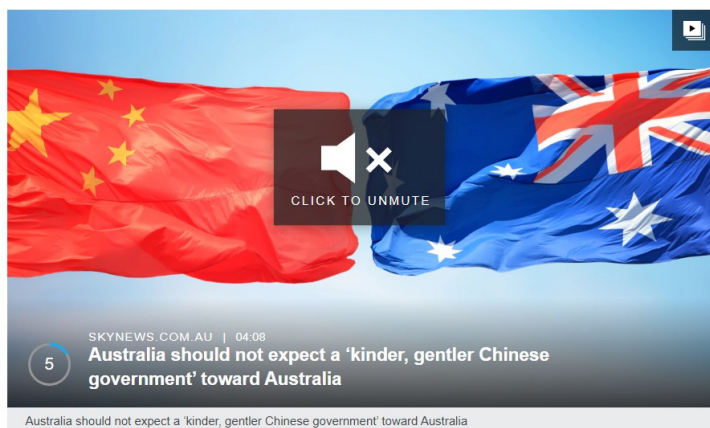 CLICK TO UNMUTE
SKYNEWS.COM.AU | 04:08
5
Australia should not expect a ‘kinder, gentler Chinese
government’ toward Australia
Australia should not expect a ‘kinder, gentler Chinese government’ toward Australia